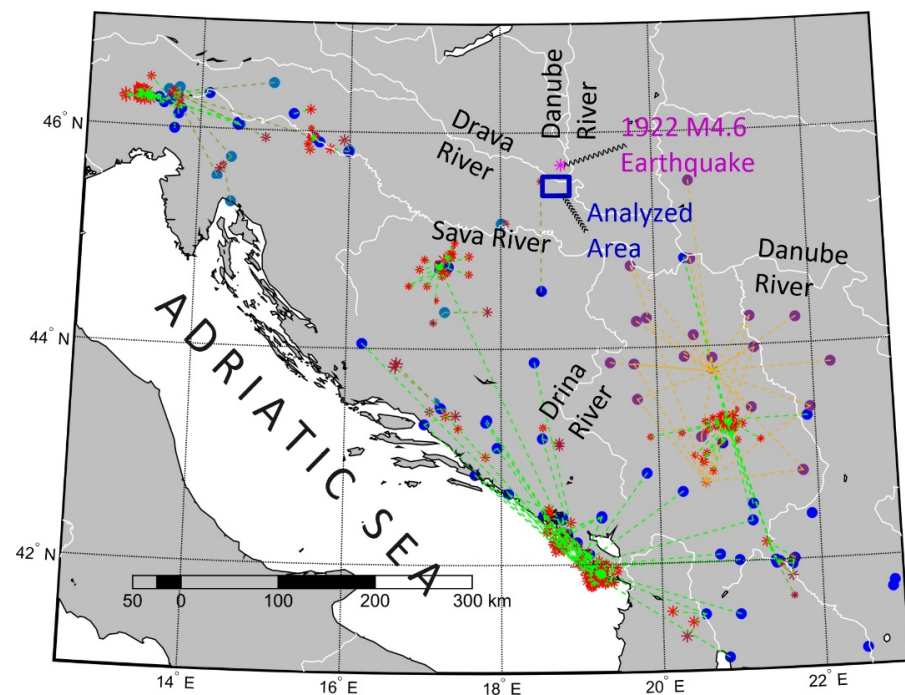 46° N
44° N
42° N
Drava
River
Danube
River
1922 M4.6
Earthquake
Analyzed
Area
Sava River
Danube
River
Drina
River
ADRIATIC SEA
50 0 100 200 300 km
14° E
16° E
18° E
20° E
22° E